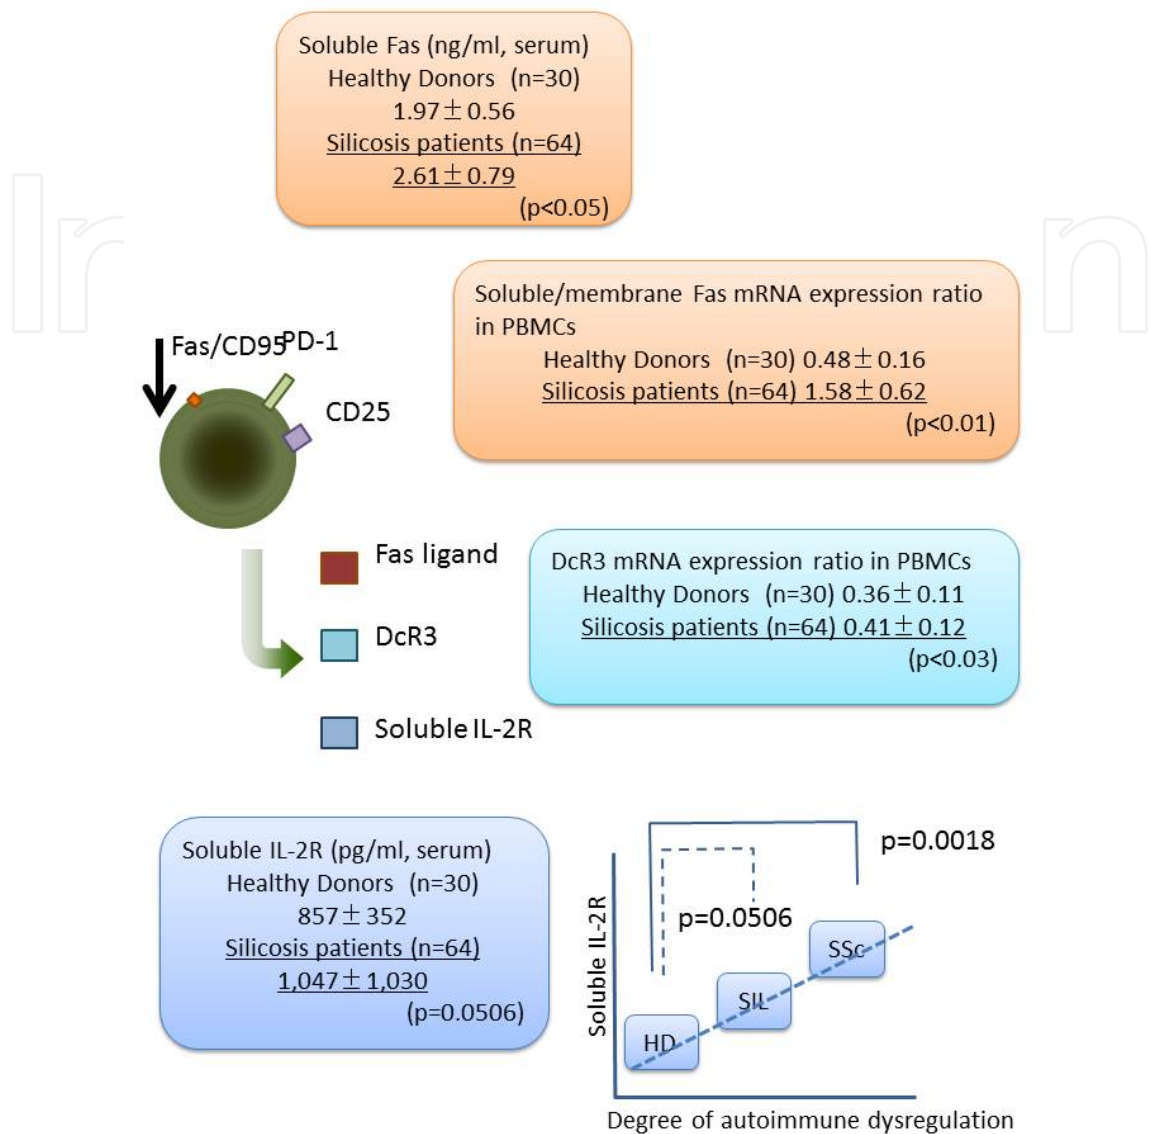 Soluble Fas (ng/ml, serum)
Healthy Donors (n=30)
1.97±0.56
Silicosis patients (n=64)
2.61±0.79
(p<0.05)
Soluble/membrane Fas mRNA expression ratio
in PBMCs
Healthy Donors (n=30) 0.48±0.16
Silicosis patients (n=64) 1.58±0.62
(p<0.01)
Fas/CD95
PD-1
CD25
Fas ligand
DcR3
Soluble IL-2R
DcR3 mRNA expression ratio in PBMCs
Healthy Donors (n=30) 0.36±0.11
Silicosis patients (n=64) 0.41±0.12
(p<0.03)
Soluble IL-2R (pg/ml, serum)
Healthy Donors (n=30)
857±352
Silicosis patients (n=64)
1,047±1,030
(p=0.0506)
p=0.0018
p=0.0506
Soluble IL-2R
SSc
SIL
HD
Degree of autoimmune dysregulation